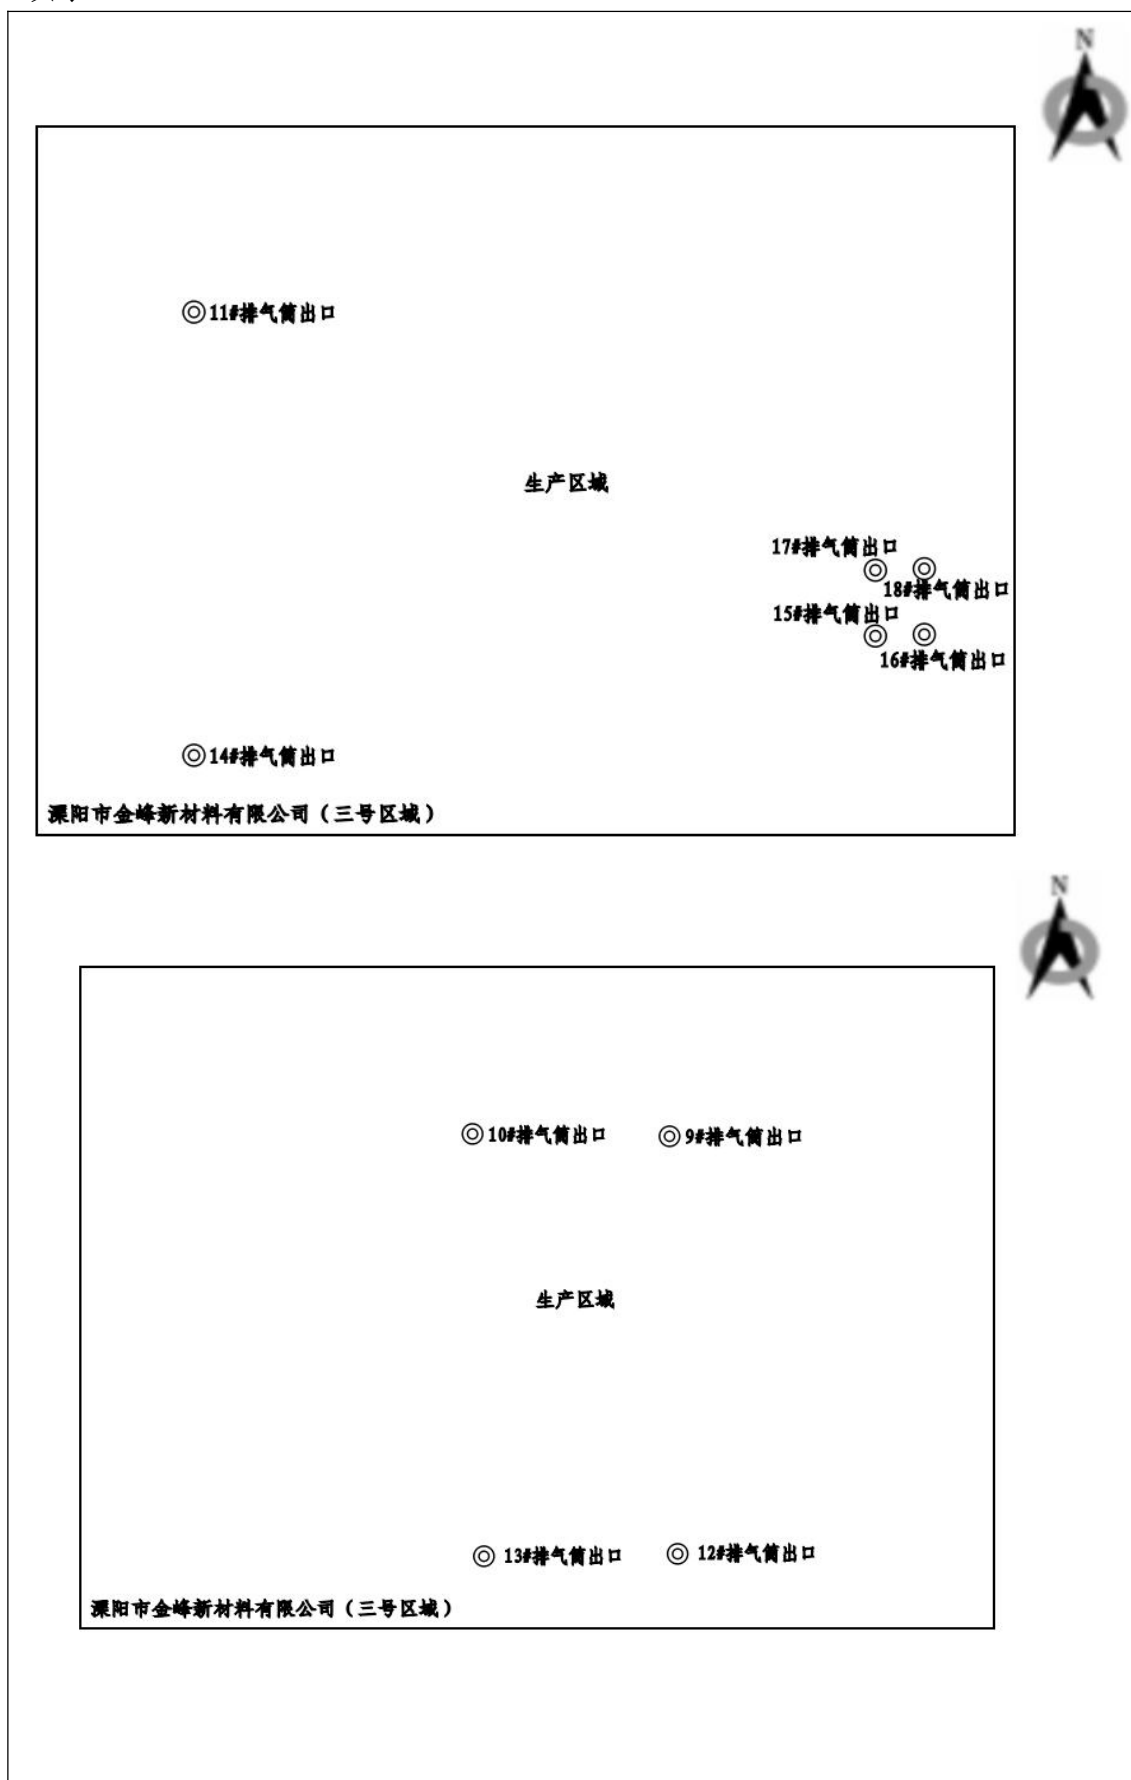 N
11#排气筒出口
生产区域
17#排气筒出口
18#排气筒出口
15#排气筒出口
16#排气筒出口
14#排气筒出口
溧阳市金峰新材料有限公司（三号区域）
N
10#排气筒出口
9#排气筒出口
生产区域
13#排气筒出口
12#排气筒出口
溧阳市金峰新材料有限公司（三号区域）